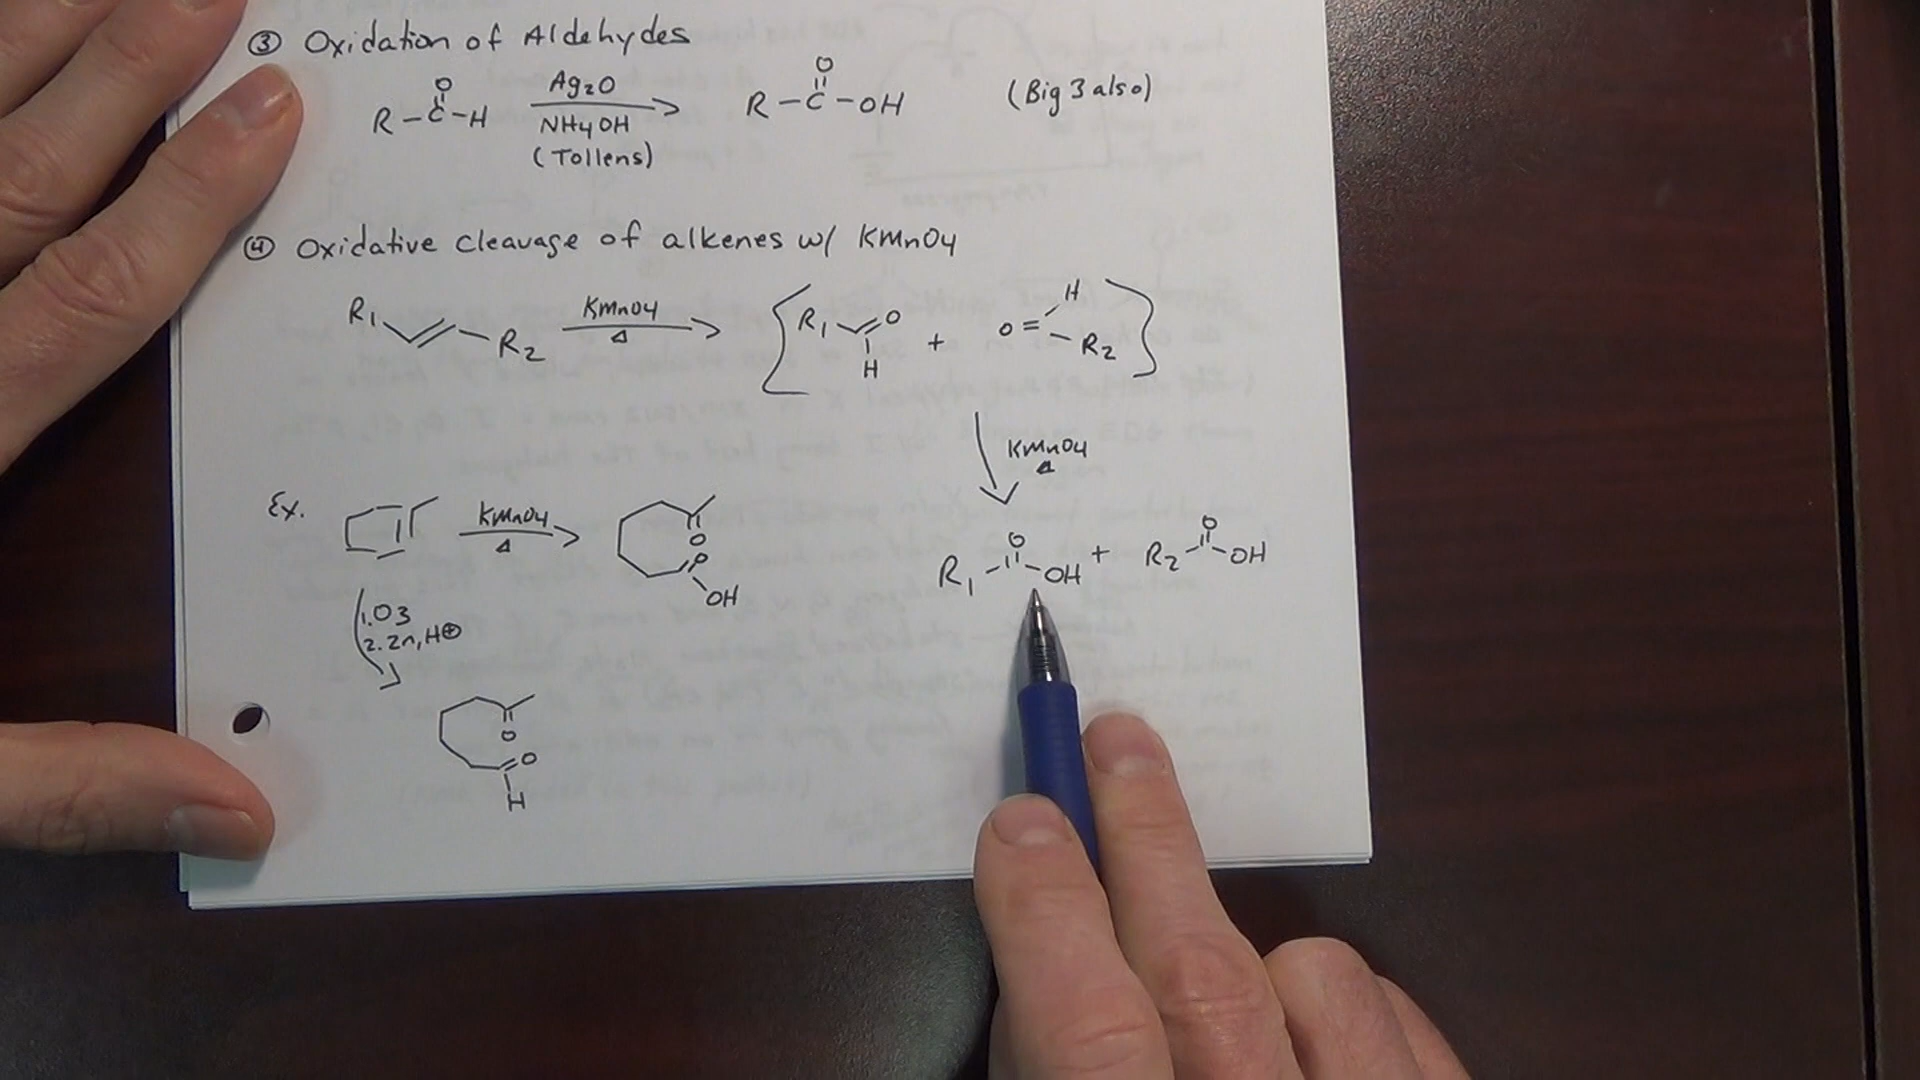 ③ Oxidation of Aldehydes
R-C(=O)-H Ag2O NH4OH (Tollens) R-C(=O)-OH (Big 3 also)
④ Oxidative cleavage of alkenes w/ KMnO4
R1 R2 KMnO4 Δ [ R1 O H + O H R2 ]
KMnO4 Δ
R1 O OH + R2 O OH
Ex. KMnO4 Δ O O OH
1. O3
2. Zn, H⊕
O
O
H